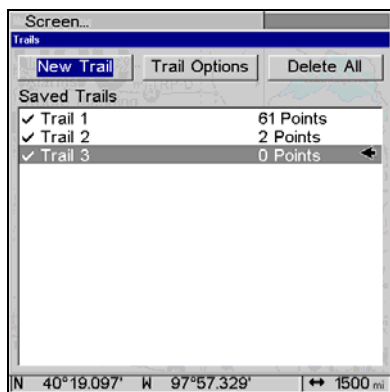 Screen...
Trails
New Trail Trail Options Delete All
Saved Trails
✓ Trail 1 61 Points
✓ Trail 2 2 Points
✓ Trail 3 0 Points
N 40°19.097' W 97°57.329' ↔ 1500 mi